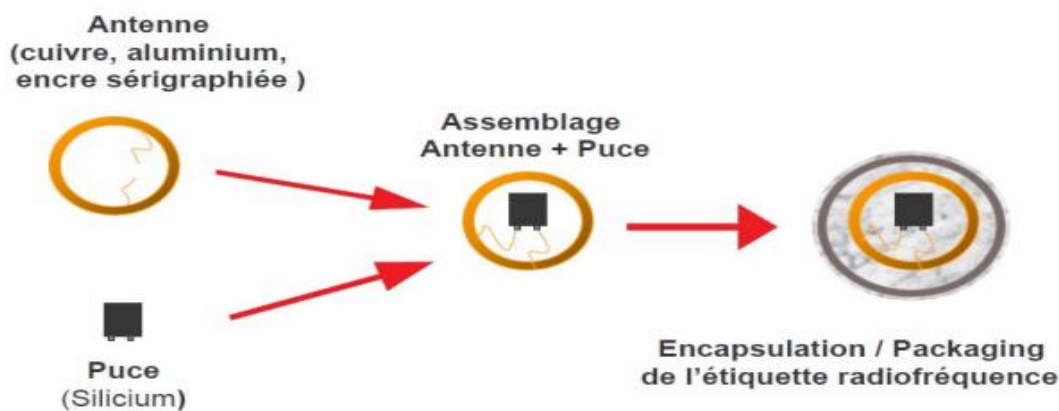 Antenne
(cuivre, aluminium,
encre sérigraphiée )
Assemblage
Antenne + Puce
Puce
(Silicium)
Encapsulation / Packaging
de l'étiquette radiofréquence